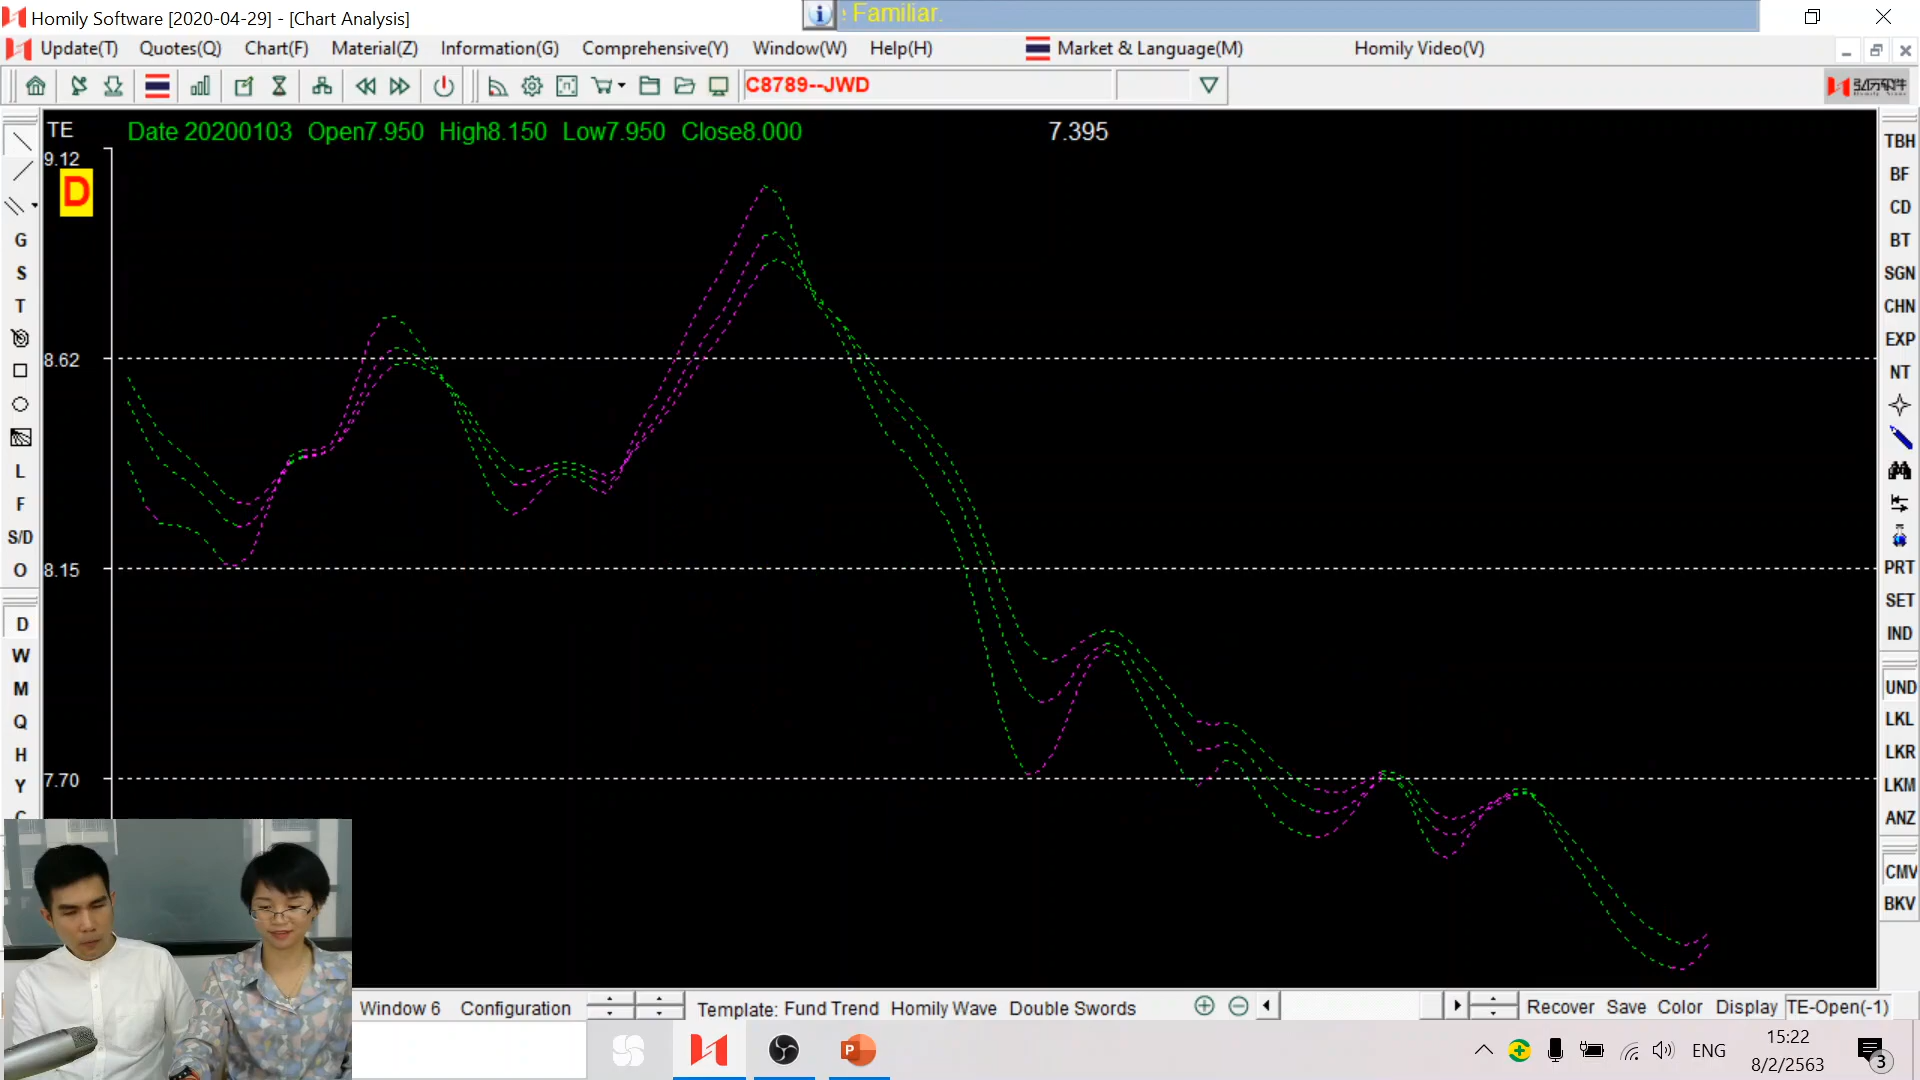 Homily Software [2020-04-29] - [Chart Analysis]
: Familiar.
Update(T) Quotes(Q) Chart(F) Material(Z) Information(G) Comprehensive(Y) Window(W) Help(H) Market & Language(M) Homily Video(V)
C8789--JWD
弘历软件
TE Date 20200103 Open7.950 High8.150 Low7.950 Close8.000 7.395
9.12
D
8.62
8.15
7.70
G
S
T
L
F
S/D
O
D
W
M
Q
H
Y
TBH
BF
CD
BT
SGN
CHN
EXP
NT
PRT
SET
IND
UND
LKL
LKR
LKM
ANZ
CMV
BKV
Window 6 Configuration Template: Fund Trend Homily Wave Double Swords Recover Save Color Display TE-Open(-1)
P
ENG
15:22
8/2/2563
3